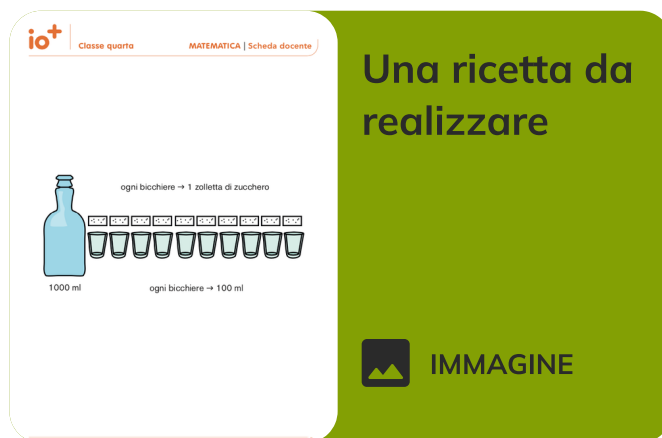 io+
Classe quarta
MATEMATICA | Scheda docente
ogni bicchiere → 1 zolletta di zucchero
1000 ml
ogni bicchiere → 100 ml
Una ricetta da
realizzare
IMMAGINE